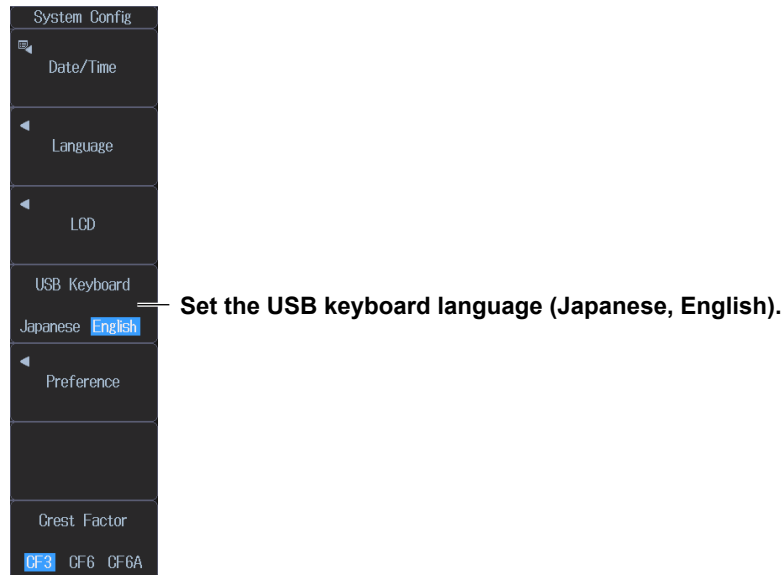 System Config
Date/Time
Language
LCD
USB Keyboard
Japanese English
Set the USB keyboard language (Japanese, English).
Preference
Crest Factor
CF3 CF6 CF6A